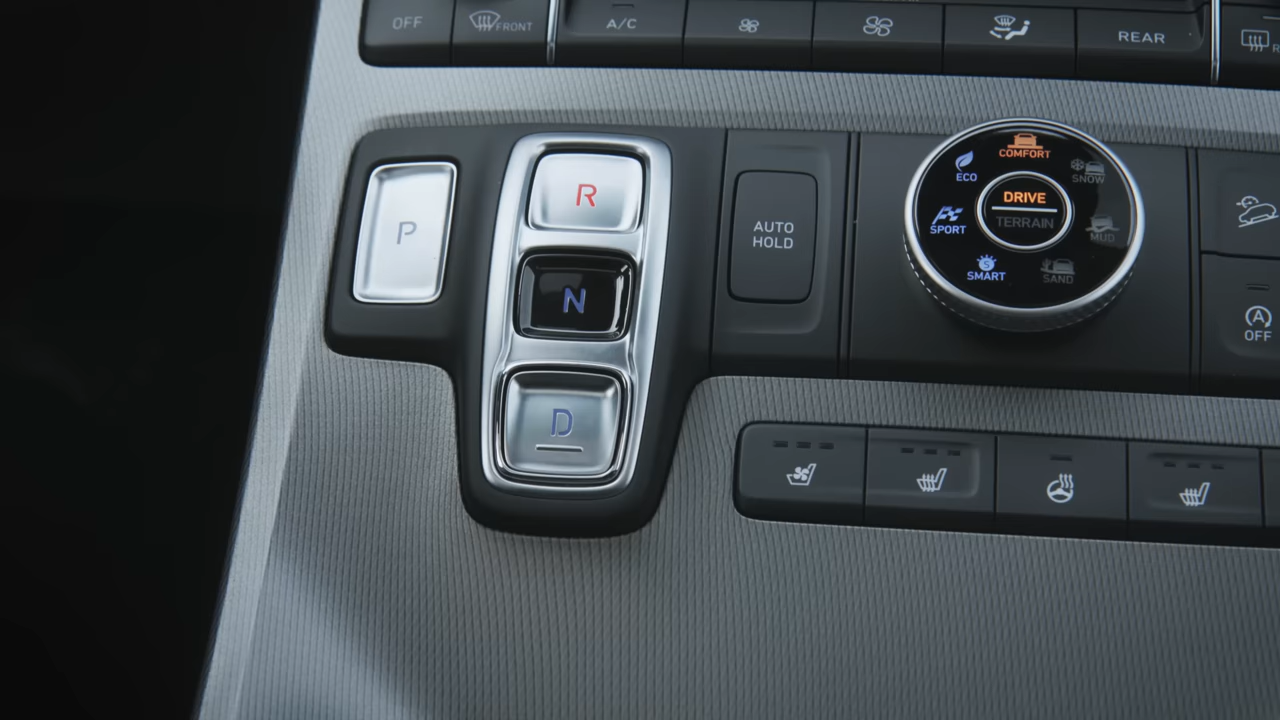 OFF
FRONT
A/C
REAR
P
R
N
D
AUTO
HOLD
COMFORT
ECO
SNOW
DRIVE
TERRAIN
SPORT
MUD
SMART
SAND
A
OFF